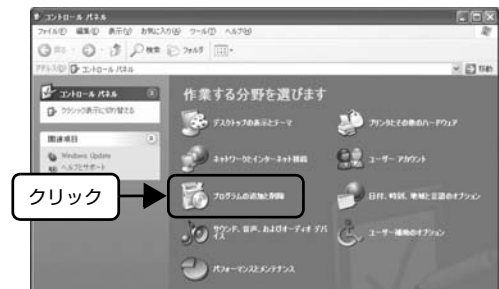 コントロール パネル
ファイル(F) 編集(E) 表示(V) お気に入り(A) ツール(T) ヘルプ(H)
戻る 検索 フォルダ
アドレス(D) コントロール パネル 移動
コントロール パネル
クラシック表示に切り替える
関連項目
Windows Update
ヘルプとサポート
作業する分野を選びます
デスクトップの表示とテーマ
プリンタとその他のハードウェア
ネットワークとインターネット接続
ユーザー アカウント
クリック
プログラムの追加と削除
日付、時刻、地域と言語のオプション
サウンド、音声、およびオーディオ デバイス
ユーザー補助のオプション
パフォーマンスとメンテナンス